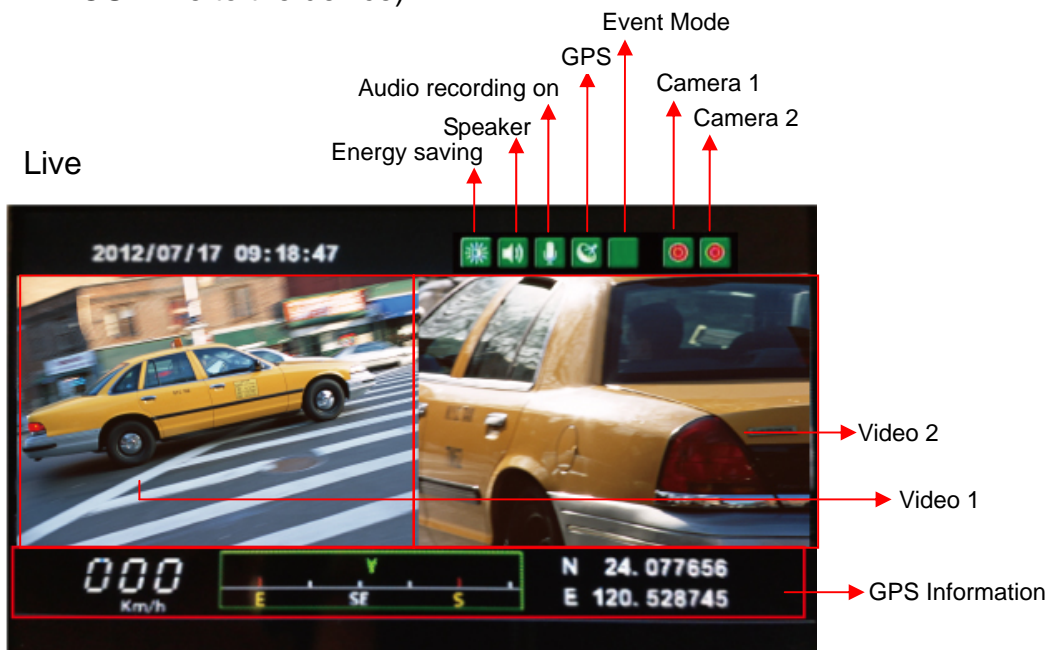 Event Mode
GPS
Audio recording on
Camera 1
Speaker
Camera 2
Energy saving
Live
2012/07/17 09:18:47
Video 2
Video 1
000
Km/h
E SE S
N 24.077656
E 120.528745
GPS Information